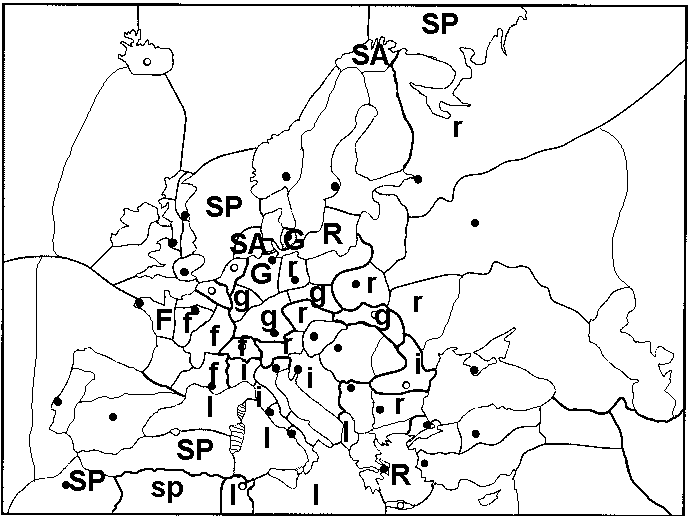 SP
SA
r
SP
SA G R
G r
g g r r
F f g r g
f f r
f i i i
l i r
l l
SP
SP sp R
l l